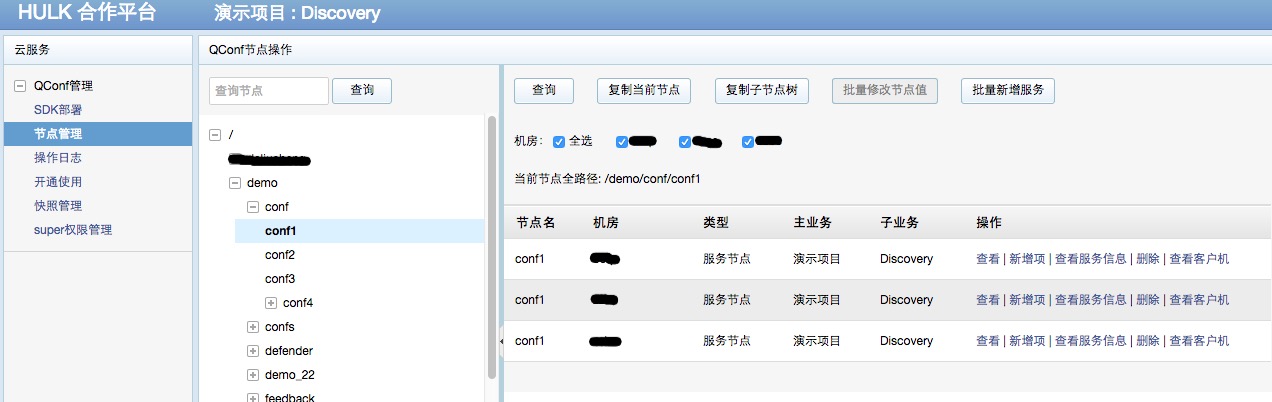 HULK 合作平台 演示项目 : Discovery
云服务
QConf管理
SDK部署
节点管理
操作日志
开通使用
快照管理
super权限管理
QConf节点操作
查询节点 查询
/
demo
conf
conf1
conf2
conf3
conf4
confs
defender
demo_22
feedback
查询 复制当前节点 复制子节点树 批量修改节点值 批量新增服务
机房: 全选
当前节点全路径: /demo/conf/conf1
节点名 机房 类型 主业务 子业务 操作
conf1 服务节点 演示项目 Discovery 查看 | 新增项 | 查看服务信息 | 删除 | 查看客户机
conf1 服务节点 演示项目 Discovery 查看 | 新增项 | 查看服务信息 | 删除 | 查看客户机
conf1 服务节点 演示项目 Discovery 查看 | 新增项 | 查看服务信息 | 删除 | 查看客户机